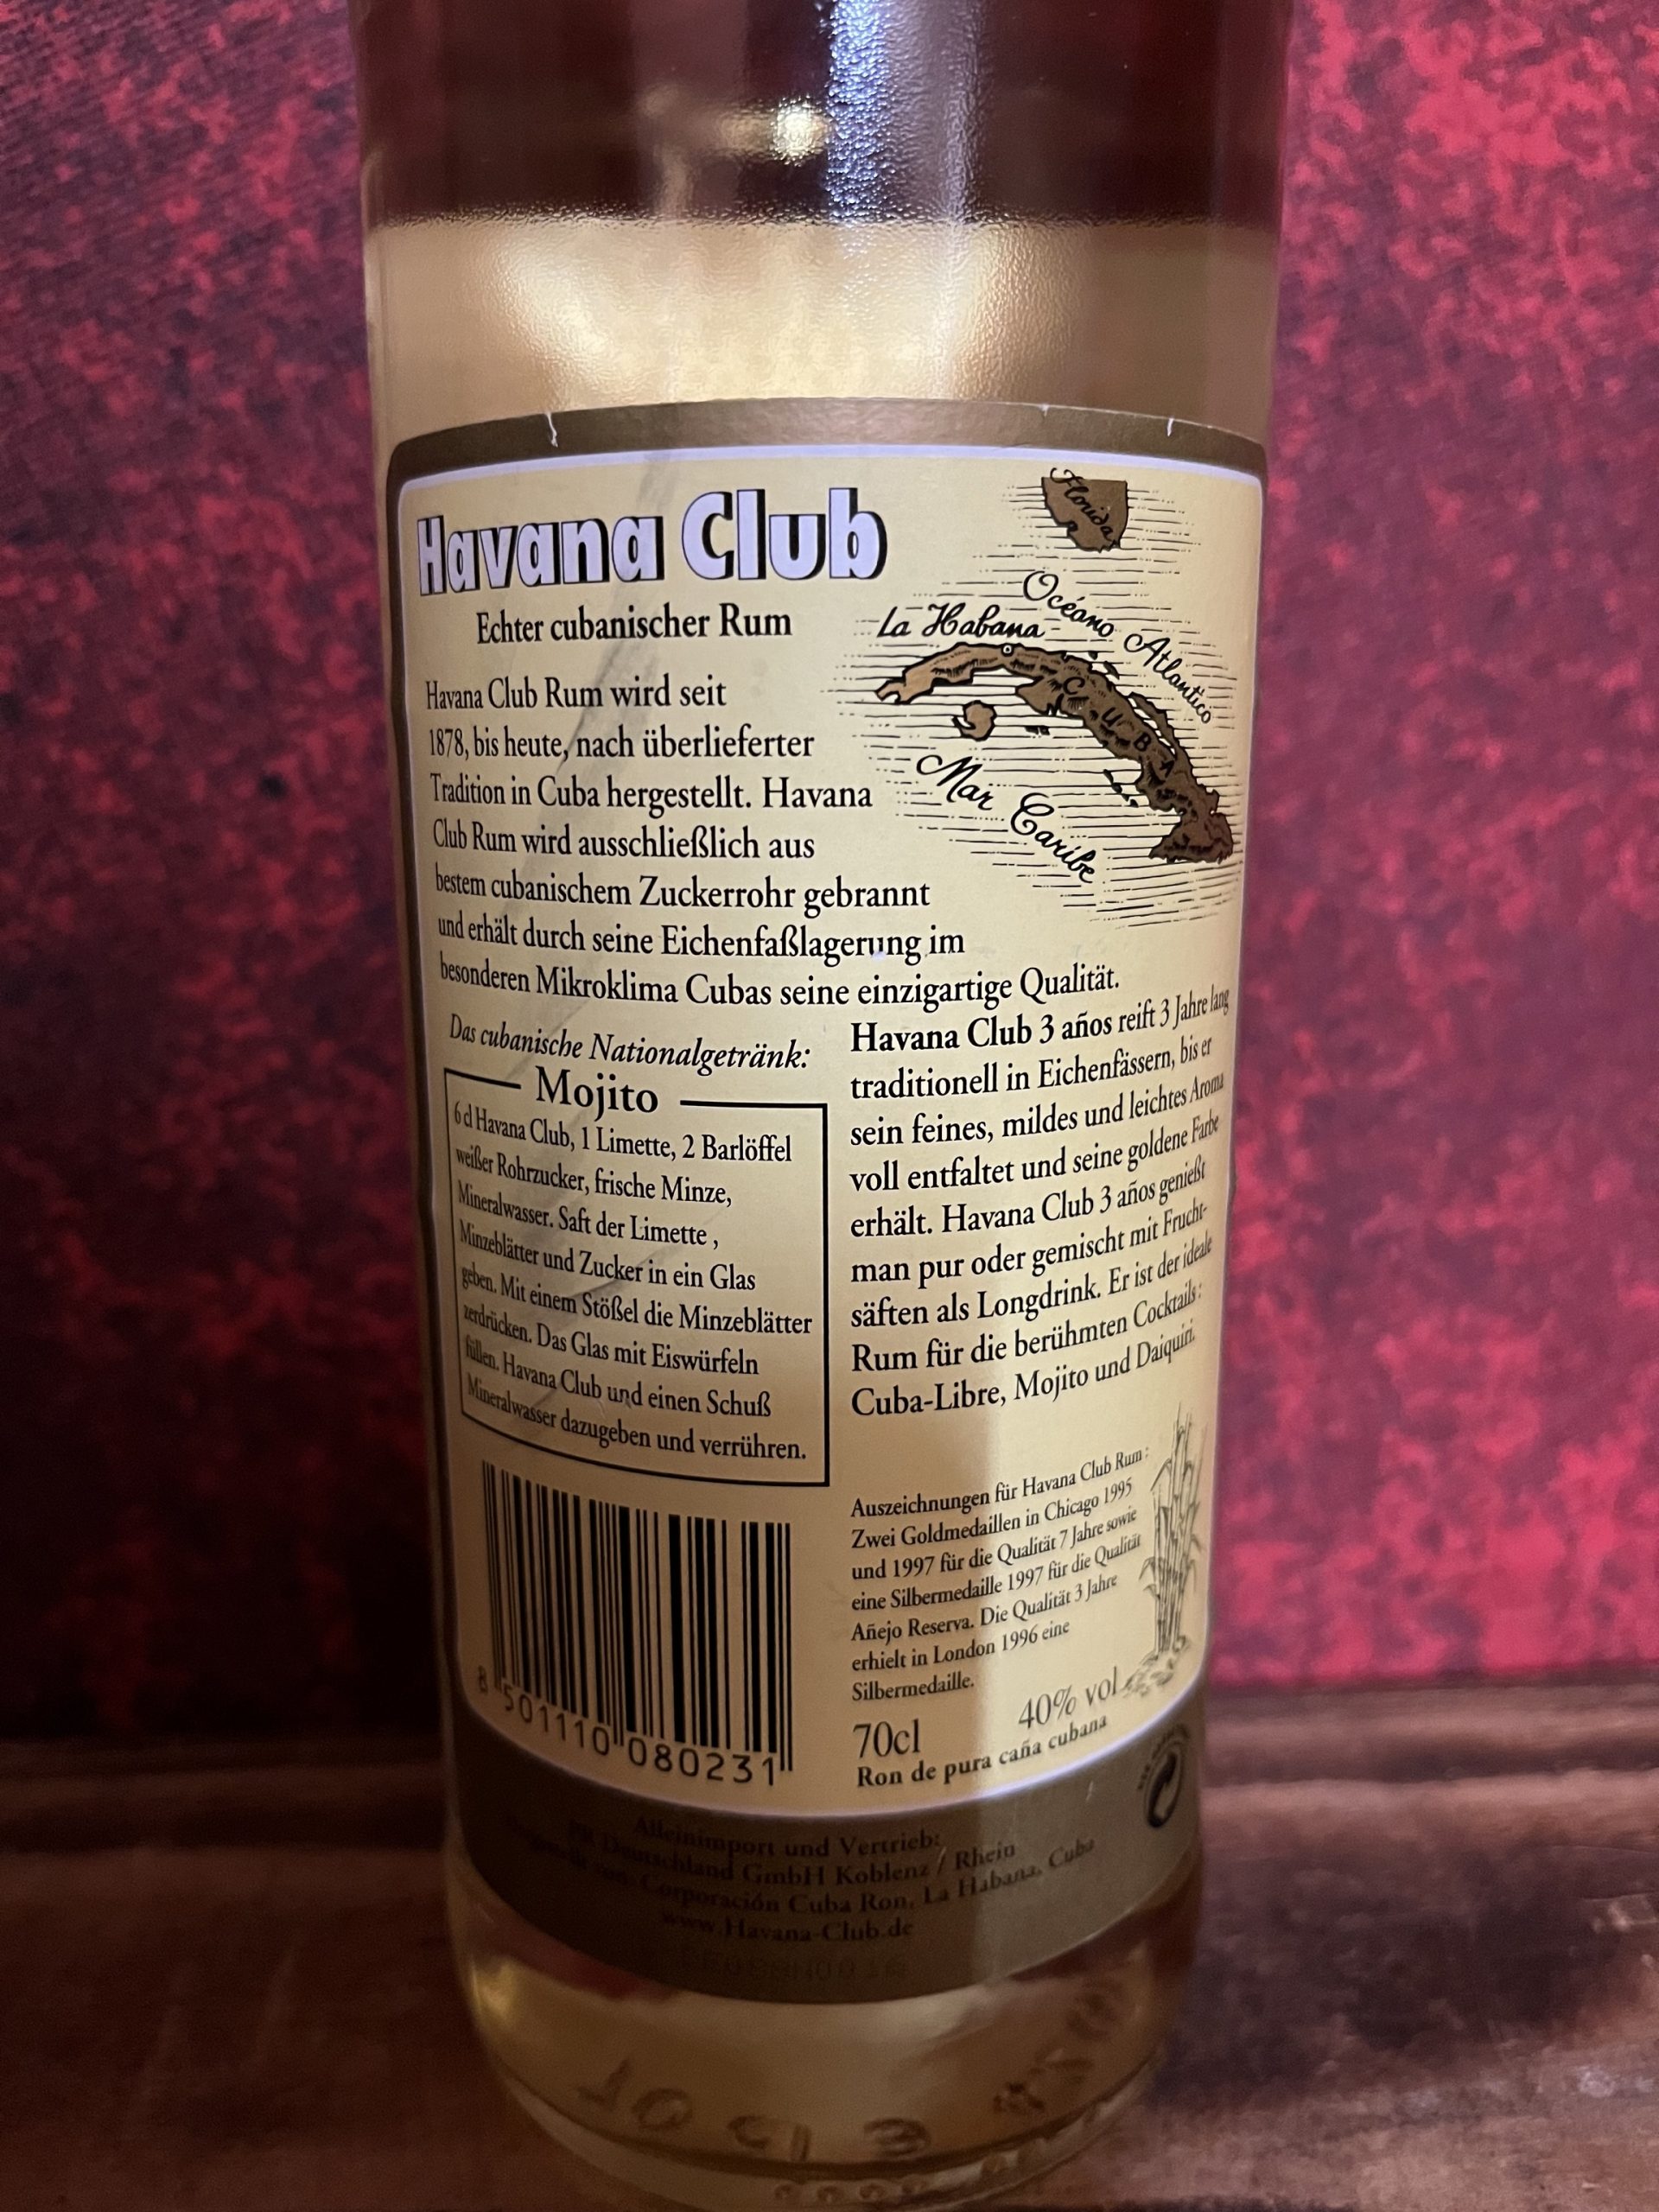 Havana Club
Echter cubanischer Rum
Havana Club Rum wird seit
1878, bis heute, nach überlieferter
Tradition in Cuba hergestellt. Havana
Club Rum wird ausschließlich aus
bestem cubanischem Zuckerrohr gebrannt
und erhält durch seine Eichenfaßlagerung im
besonderen Mikroklima Cubas seine einzigartige Qualität.
Florida
Océano Atlantico
La Habana
CUBA
Mar Caribe
Das cubanische Nationalgetränk:
Mojito
6 cl Havana Club, 1 Limette, 2 Barlöffel
weißer Rohrzucker, frische Minze,
Mineralwasser. Saft der Limette ,
Minzeblätter und Zucker in ein Glas
geben. Mit einem Stößel die Minzeblätter
zerdrücken. Das Glas mit Eiswürfeln
füllen. Havana Club und einen Schuß
Mineralwasser dazugeben und verrühren.
Havana Club 3 años reift 3 Jahre lang
traditionell in Eichenfässern, bis er
sein feines, mildes und leichtes Aroma
voll entfaltet und seine goldene Farbe
erhält. Havana Club 3 años genießt
man pur oder gemischt mit Frucht-
säften als Longdrink. Er ist der ideale
Rum für die berühmten Cocktails:
Cuba-Libre, Mojito und Daiquiri.
Auszeichnungen für Havana Club Rum :
Zwei Goldmedaillen in Chicago 1995
und 1997 für die Qualität 7 Jahre sowie
eine Silbermedaille 1997 für die Qualität
Añejo Reserva. Die Qualität 3 Jahre
erhielt in London 1996 eine
Silbermedaille.
8 501110 080231
70cl
40% vol
Ron de pura caña cubana
Alleinimport und Vertrieb:
PR Deutschland GmbH Koblenz / Rhein
Hergestellt von: Corporación Cuba Ron, La Habana, Cuba
www.Havana-Club.de